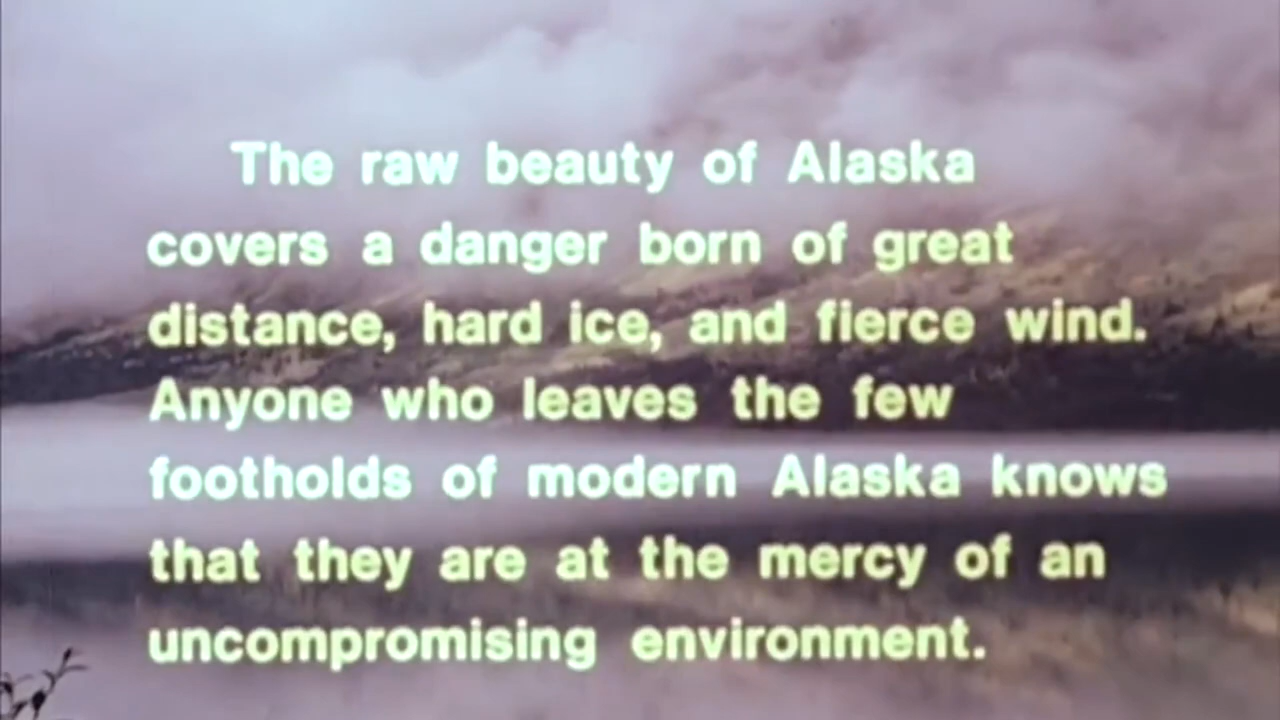 The raw beauty of Alaska
covers a danger born of great
distance, hard ice, and fierce wind.
Anyone who leaves the few
footholds of modern Alaska knows
that they are at the mercy of an
uncompromising environment.